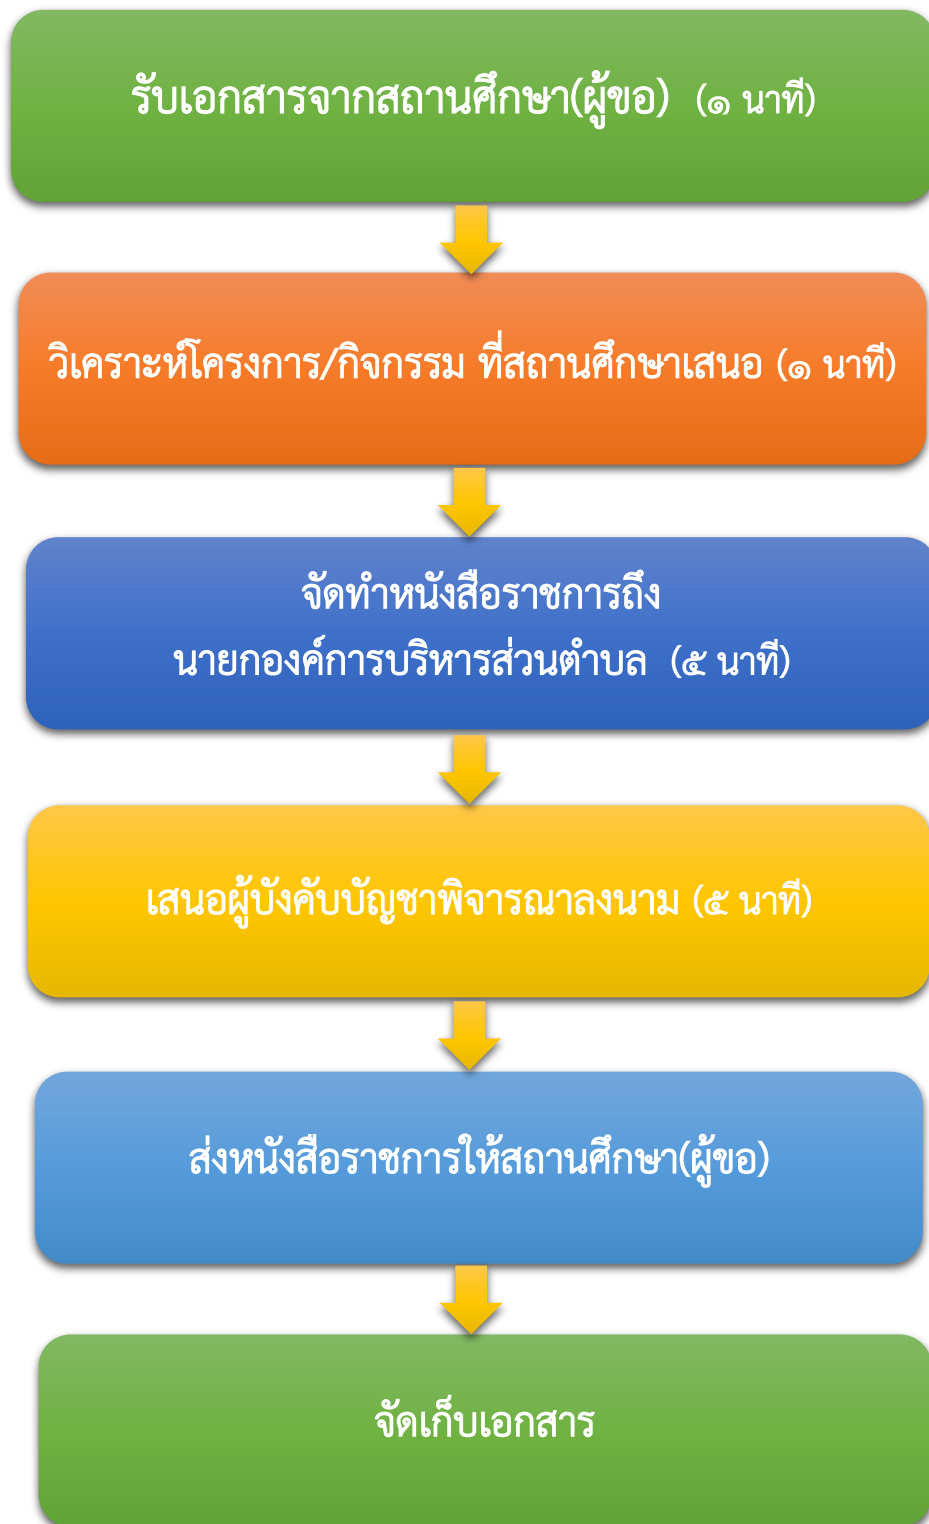 รับเอกสารจากสถานศึกษา(ผู้ขอ) (๑ นาที)
วิเคราะห์โครงการ/กิจกรรม ที่สถานศึกษาเสนอ (๑ นาที)
จัดทำหนังสือราชการถึง
นายกองค์การบริหารส่วนตำบล (๕ นาที)
เสนอผู้บังคับบัญชาพิจารณาลงนาม (๕ นาที)
ส่งหนังสือราชการให้สถานศึกษา(ผู้ขอ)
จัดเก็บเอกสาร